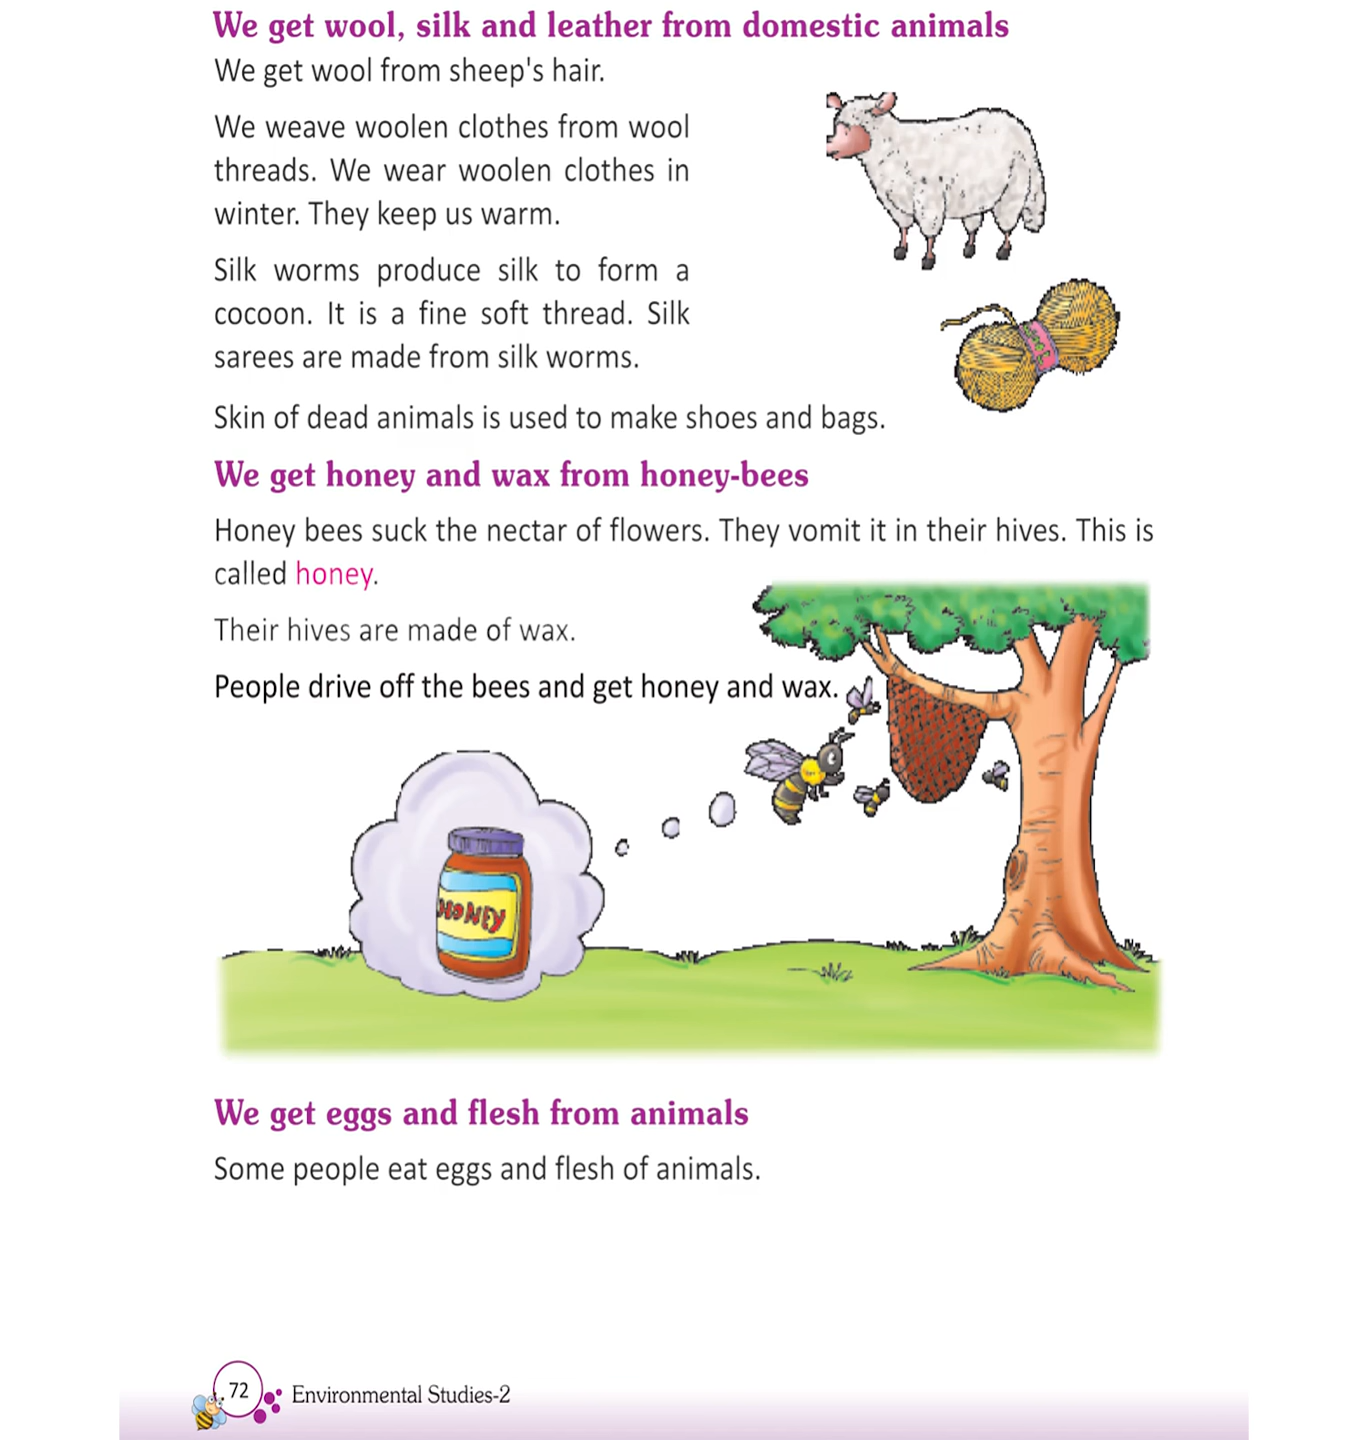 We get wool, silk and leather from domestic animals
We get wool from sheep's hair.
We weave woolen clothes from wool
threads. We wear woolen clothes in
winter. They keep us warm.
Silk worms produce silk to form a
cocoon. It is a fine soft thread. Silk
sarees are made from silk worms.
Skin of dead animals is used to make shoes and bags.
We get honey and wax from honey-bees
Honey bees suck the nectar of flowers. They vomit it in their hives. This is
called honey.
Their hives are made of wax.
People drive off the bees and get honey and wax.
HONEY
We get eggs and flesh from animals
Some people eat eggs and flesh of animals.
72 Environmental Studies-2